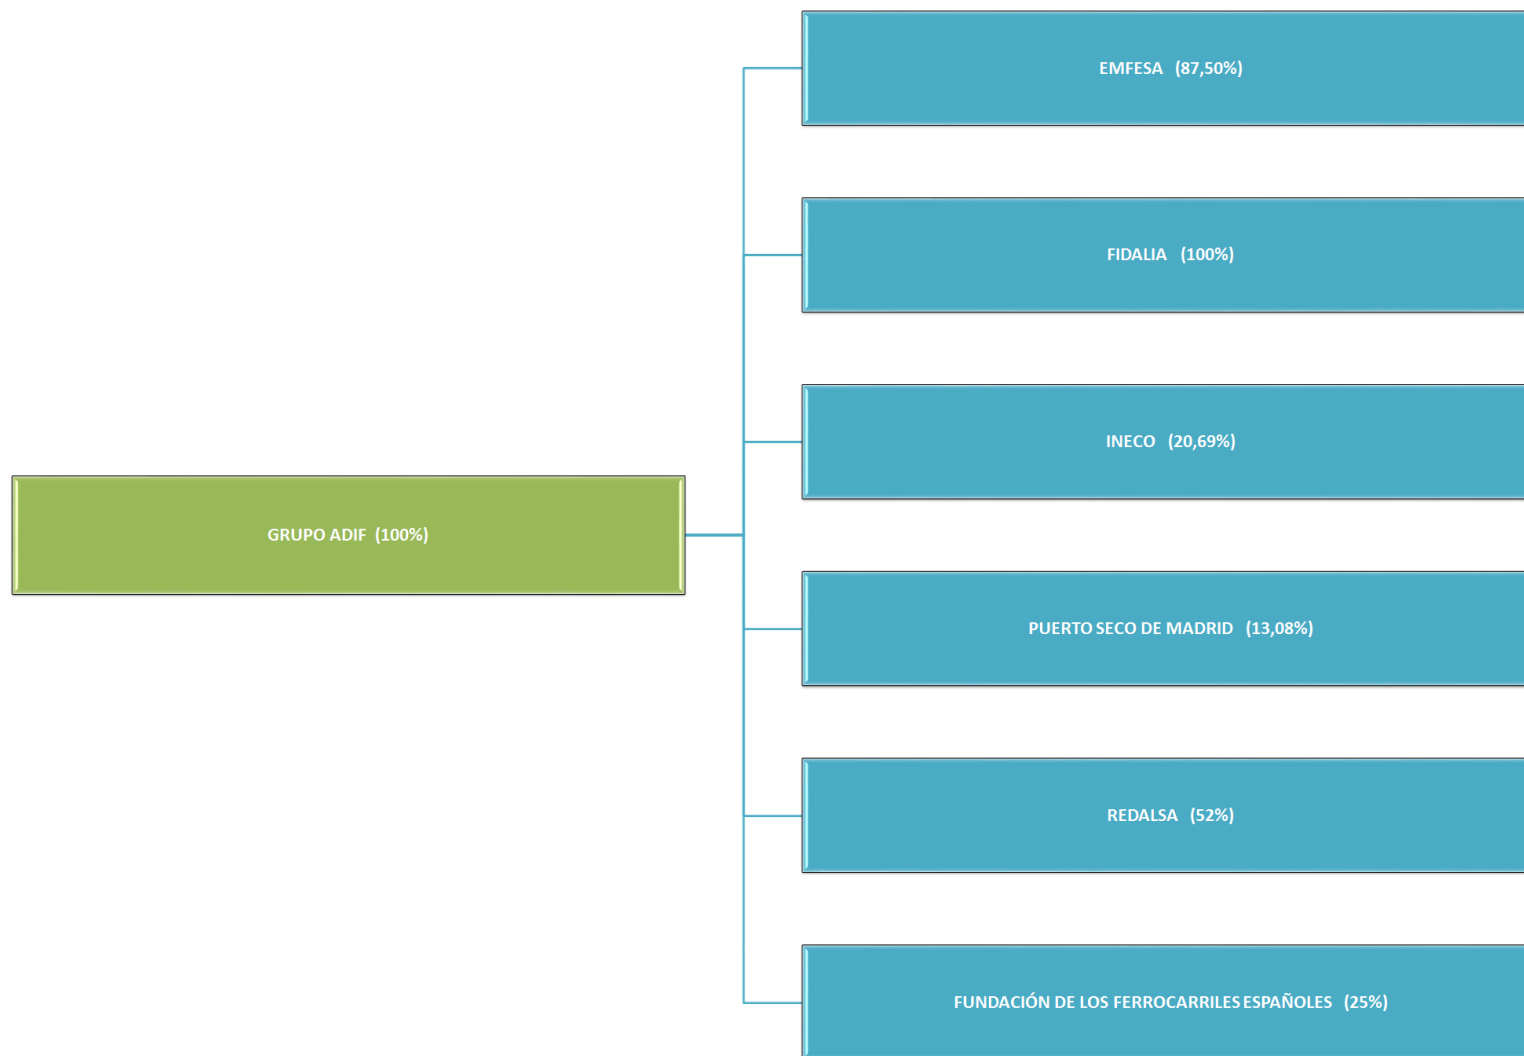 EMFESA (87,50%)
FIDALIA (100%)
INECO (20,69%)
GRUPO ADIF (100%)
PUERTO SECO DE MADRID (13,08%)
REDALSA (52%)
FUNDACIÓN DE LOS FERROCARRILES ESPAÑOLES (25%)